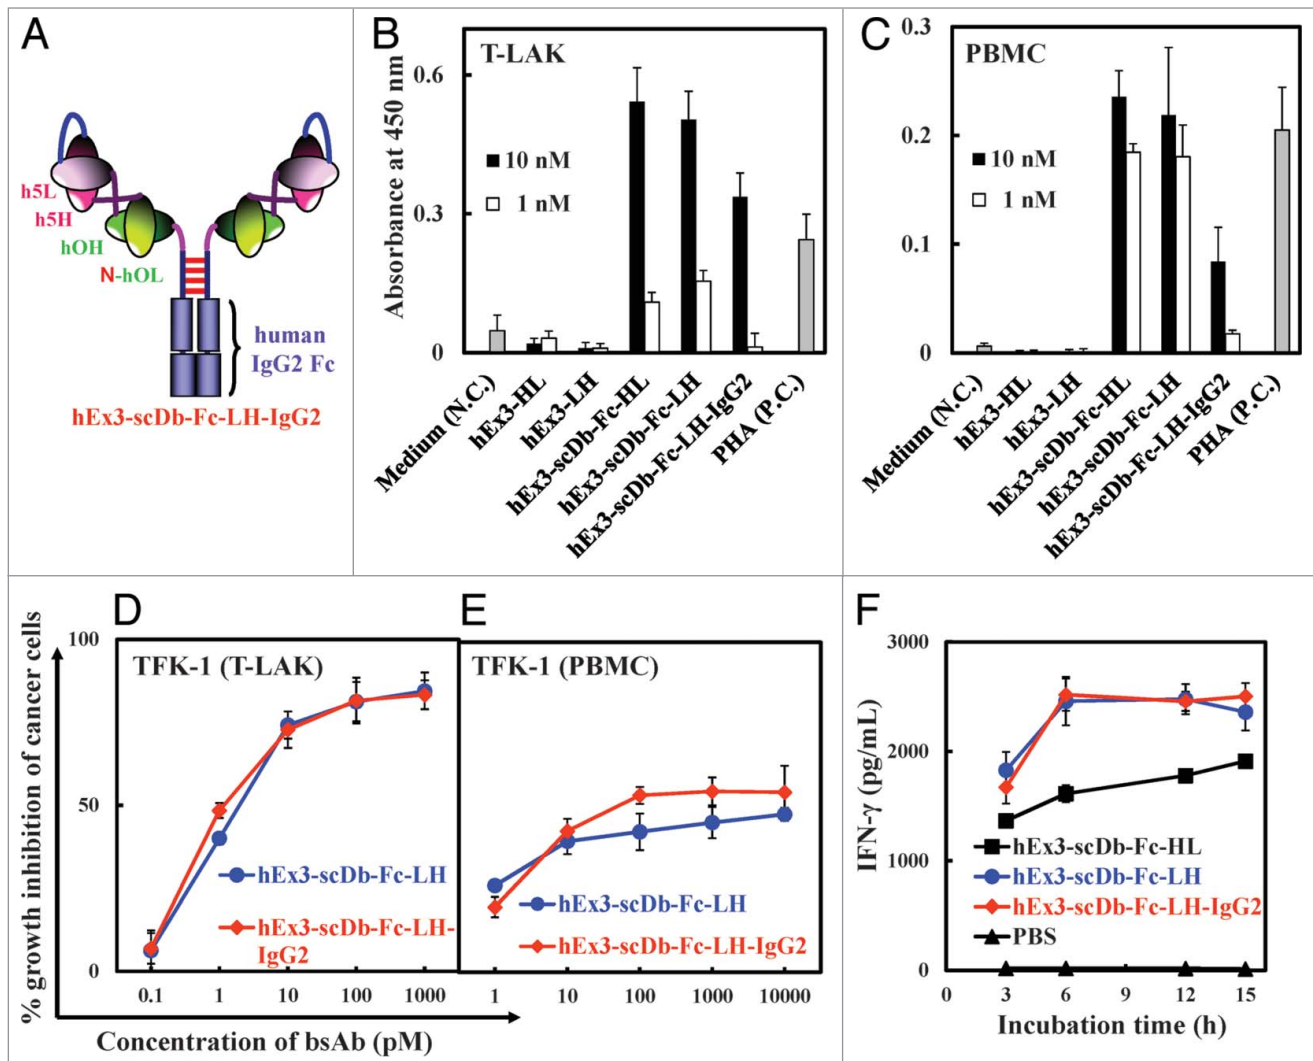 A
h5L
h5H
hOH
N-hOL
human
IgG2 Fc
hEx3-scDb-Fc-LH-IgG2
B
T-LAK
Absorbance at 450 nm
0.6
0.3
0
10 nM
1 nM
Medium (N.C.)
hEx3-HL
hEx3-LH
hEx3-scDb-Fc-HL
hEx3-scDb-Fc-LH
hEx3-scDb-Fc-LH-IgG2
PHA (P.C.)
C
PBMC
0.3
0.2
0.1
0
10 nM
1 nM
Medium (N.C.)
hEx3-HL
hEx3-LH
hEx3-scDb-Fc-HL
hEx3-scDb-Fc-LH
hEx3-scDb-Fc-LH-IgG2
PHA (P.C.)
D
TFK-1 (T-LAK)
% growth inhibition of cancer cells
100
50
0
hEx3-scDb-Fc-LH
hEx3-scDb-Fc-LH-
IgG2
0.1 1 10 100 1000
Concentration of bsAb (pM)
E
TFK-1 (PBMC)
hEx3-scDb-Fc-LH
hEx3-scDb-Fc-LH-IgG2
1 10 100 1000 10000
F
IFN-γ (pg/mL)
3000
2000
1000
0
hEx3-scDb-Fc-HL
hEx3-scDb-Fc-LH
hEx3-scDb-Fc-LH-IgG2
PBS
0 3 6 9 12 15
Incubation time (h)